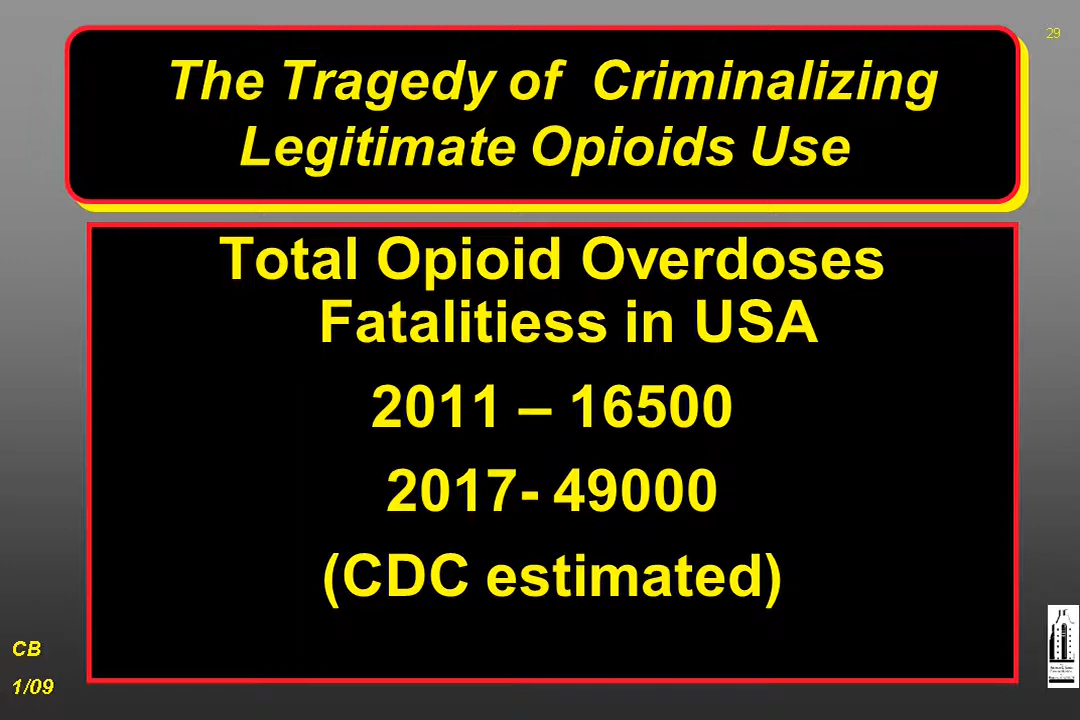 29
The Tragedy of Criminalizing
Legitimate Opioids Use
Total Opioid Overdoses
Fatalitiess in USA
2011 – 16500
2017- 49000
(CDC estimated)
CB
1/09